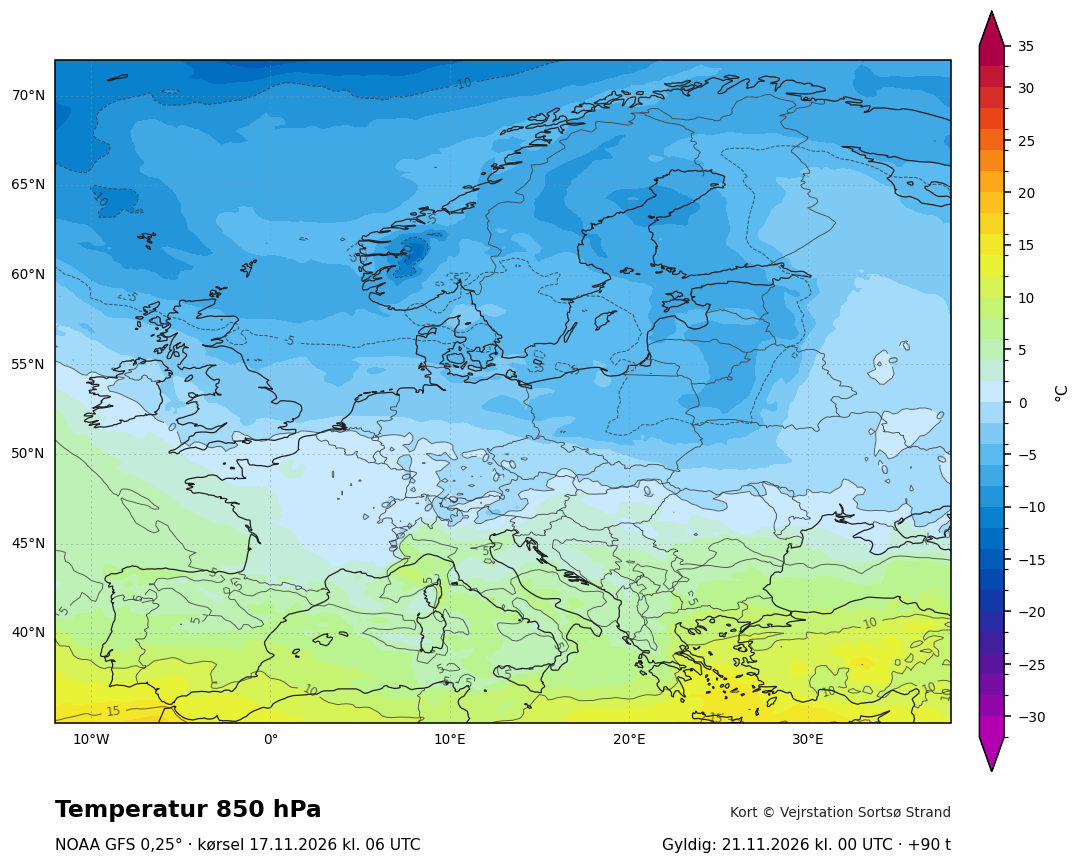 70°N
65°N
60°N
55°N
50°N
45°N
40°N
10°W
0°
10°E
20°E
30°E
35
30
25
20
15
10
5
0
−5
−10
−15
−20
−25
−30
°C
Temperatur 850 hPa
Kort © Vejrstation Sortsø Strand
NOAA GFS 0,25° · kørsel 17.11.2026 kl. 06 UTC
Gyldig: 21.11.2026 kl. 00 UTC · +90 t